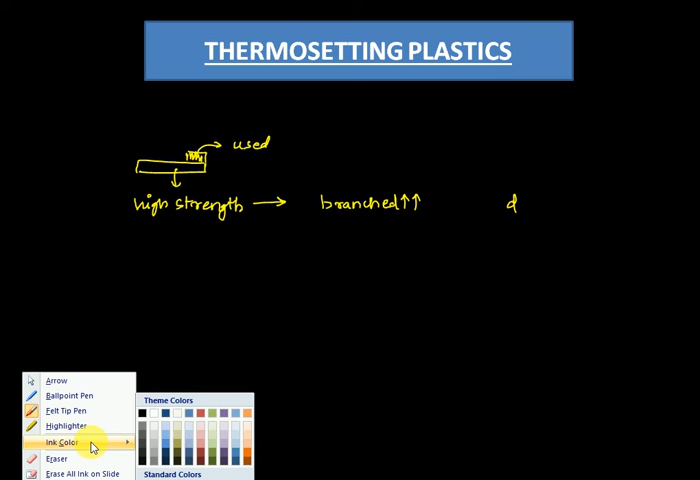 THERMOSETTING PLASTICS
used
high strength → branched↑↑ d
Arrow
Ballpoint Pen
Felt Tip Pen
Highlighter
Ink Color
Eraser
Erase All Ink on Slide
Theme Colors
Standard Colors